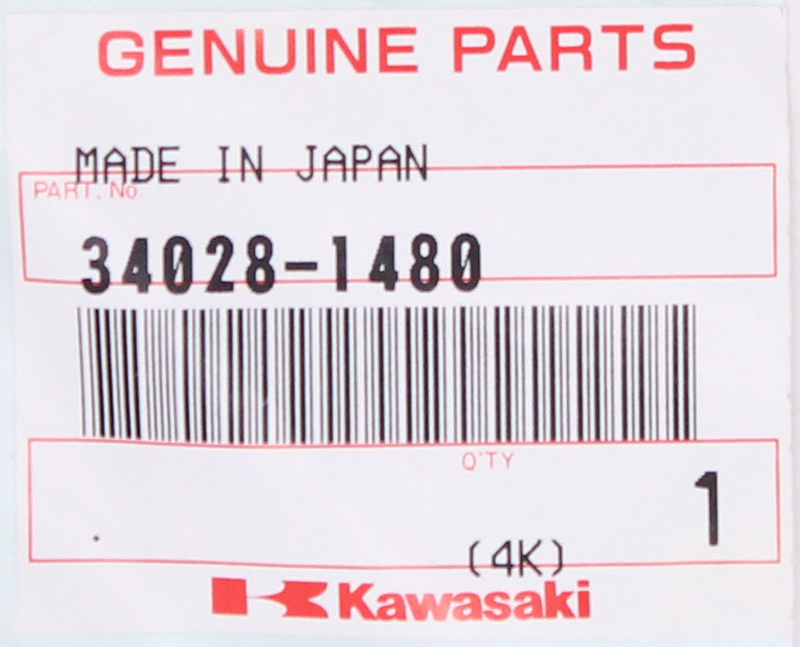 GENUINE PARTS
MADE IN JAPAN
PART. No.
34028-1480
Q'TY
1
(4K)
Kawasaki